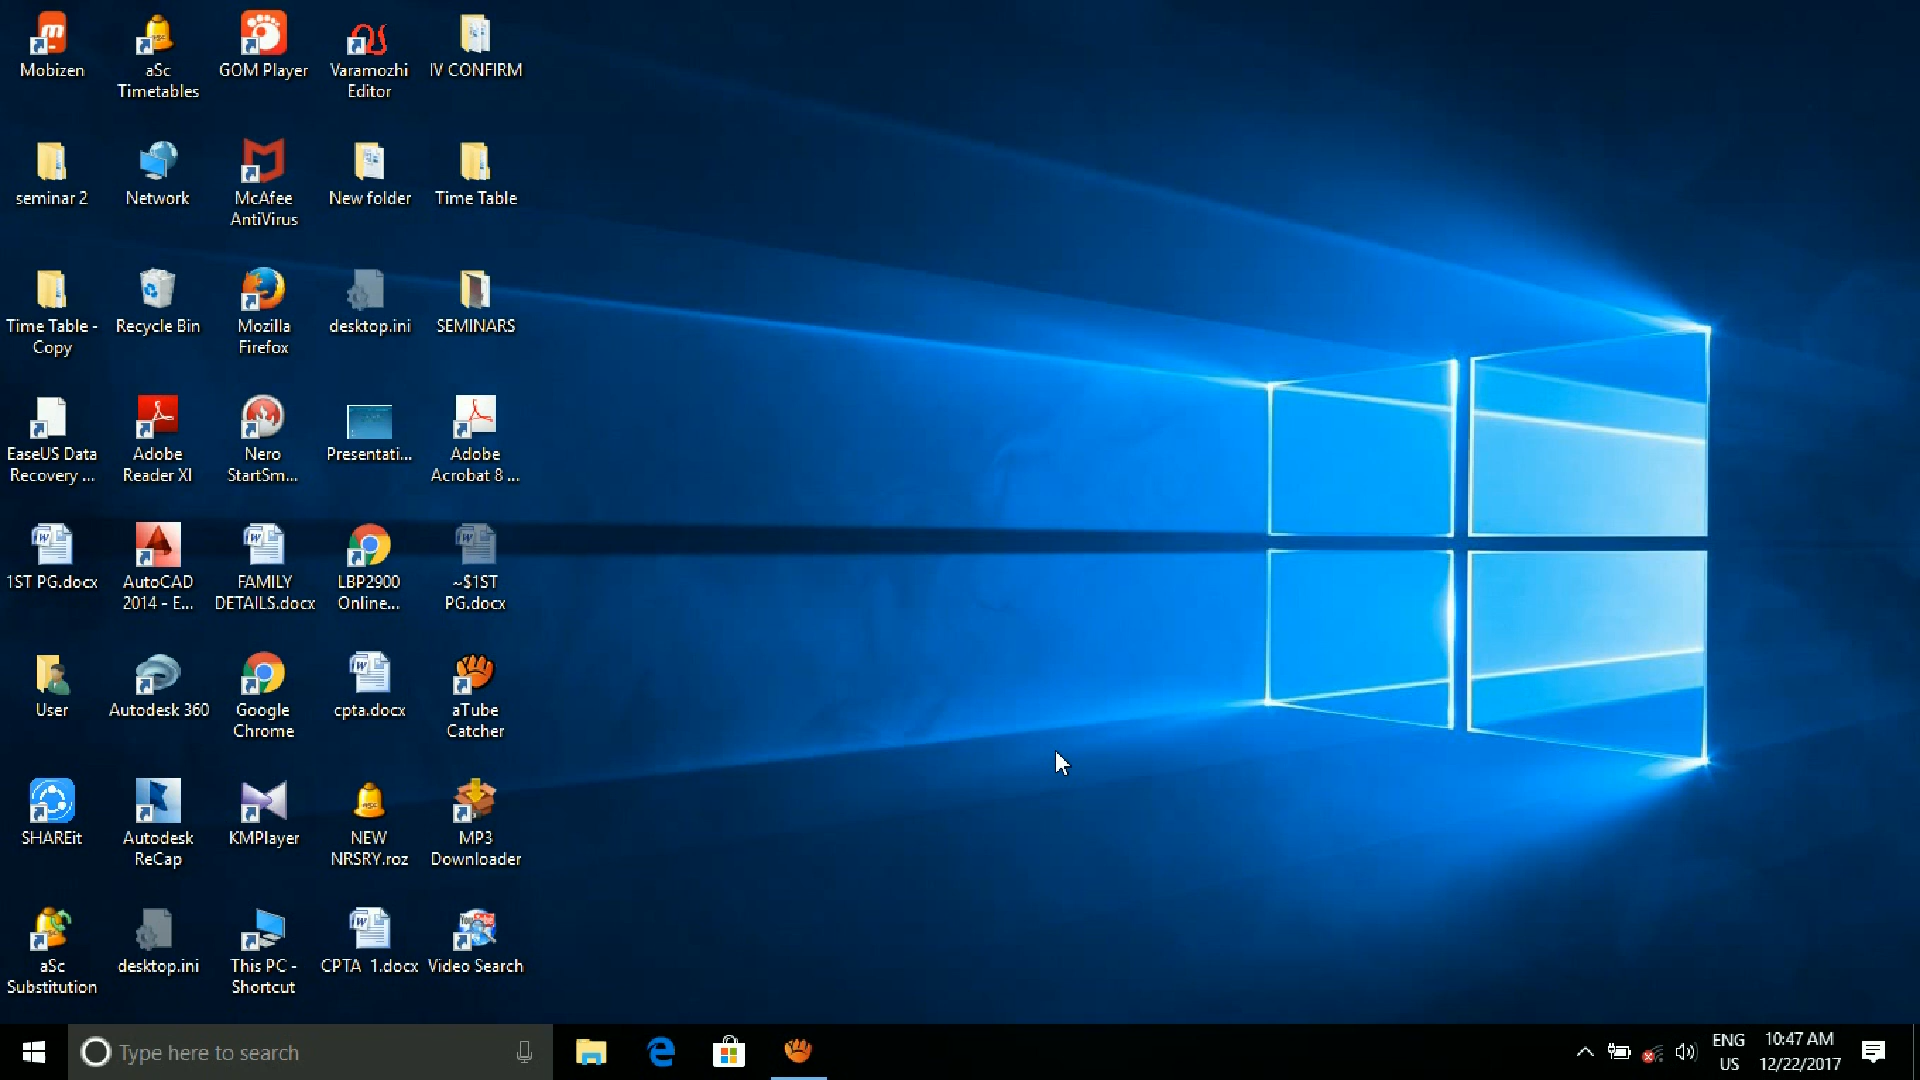 Mobizen
aSc
Timetables
GOM Player
Varamozhi
Editor
IV CONFIRM
seminar 2
Network
McAfee
AntiVirus
New folder
Time Table
Time Table -
Copy
Recycle Bin
Mozilla
Firefox
desktop.ini
SEMINARS
EaseUS Data
Recovery ...
Adobe
Reader XI
Nero
StartSm...
Presentati...
Adobe
Acrobat 8 ...
1ST PG.docx
AutoCAD
2014 - E...
FAMILY
DETAILS.docx
LBP2900
Online...
~$1ST
PG.docx
User
Autodesk 360
Google
Chrome
cpta.docx
aTube
Catcher
SHAREit
Autodesk
ReCap
KMPlayer
NEW
NRSRY.roz
MP3
Downloader
aSc
Substitution
desktop.ini
This PC -
Shortcut
CPTA 1.docx
Video Search
Type here to search
ENG
US
10:47 AM
12/22/2017